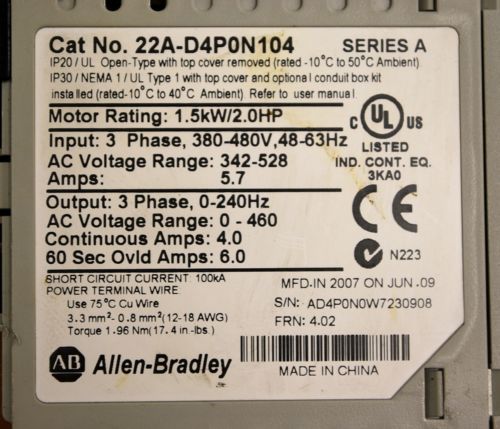 Cat No. 22A-D4P0N104 SERIES A
IP20 / UL Open-Type with top cover removed (rated -10°C to 50°C Ambient)
IP30 / NEMA 1 / UL Type 1 with top cover and optional conduit box kit
installed (rated -10°C to 40°C Ambient) Refer to user manual
Motor Rating: 1.5kW/2.0HP
Input: 3 Phase, 380-480V,48-63Hz
AC Voltage Range: 342-528
Amps: 5.7
Output: 3 Phase, 0-240Hz
AC Voltage Range: 0 - 460
Continuous Amps: 4.0
60 Sec Ovld Amps: 6.0
C UL US
LISTED
IND. CONT. EQ.
3KA0
CE
N223
SHORT CIRCUIT CURRENT: 100kA
POWER TERMINAL WIRE:
Use 75°C Cu Wire
3.3 mm²- 0.8 mm²(12-18 AWG)
Torque 1.96 Nm(17.4 in.-lbs.)
MFD.IN 2007 ON JUN .09
S/N: AD4P0N0W7230908
FRN: 4.02
AB Allen-Bradley
MADE IN CHINA